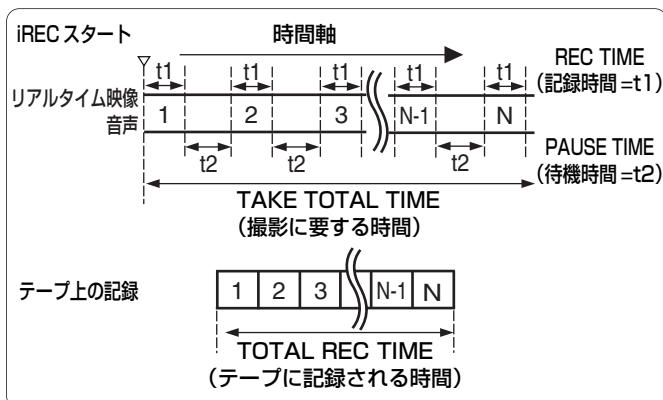 iRECスタート
時間軸
t1 t1 t1 t1 t1
REC TIME
(記録時間=t1)
リアルタイム映像
音声
1 2 3 N-1 N
t2 t2 t2
PAUSE TIME
(待機時間=t2)
TAKE TOTAL TIME
(撮影に要する時間)
テープ上の記録
1 2 3 N-1 N
TOTAL REC TIME
(テープに記録される時間)